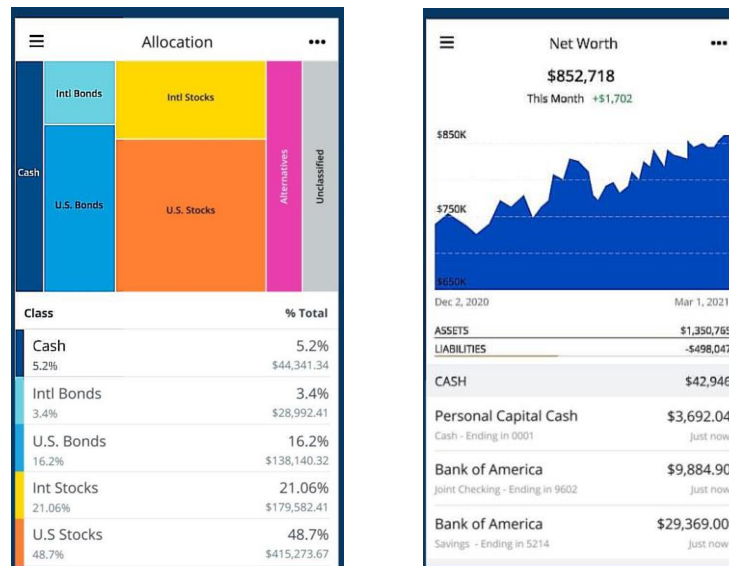 Allocation
Intl Bonds
Intl Stocks
Cash
U.S. Bonds
U.S. Stocks
Alternatives
Unclassified
Class % Total
Cash 5.2%
5.2% $44,341.34
Intl Bonds 3.4%
3.4% $28,992.41
U.S. Bonds 16.2%
16.2% $138,140.32
Int Stocks 21.06%
21.06% $179,582.41
U.S Stocks 48.7%
48.7% $415,273.67
Net Worth
$852,718
This Month +$1,702
$850K
$750K
$650K
Dec 2, 2020 Mar 1, 2021
ASSETS $1,350,765
LIABILITIES -$498,047
CASH $42,946
Personal Capital Cash $3,692.04
Cash - Ending in 0001 Just now
Bank of America $9,884.90
Joint Checking - Ending in 9602 Just now
Bank of America $29,369.00
Savings - Ending in 5214 Just now